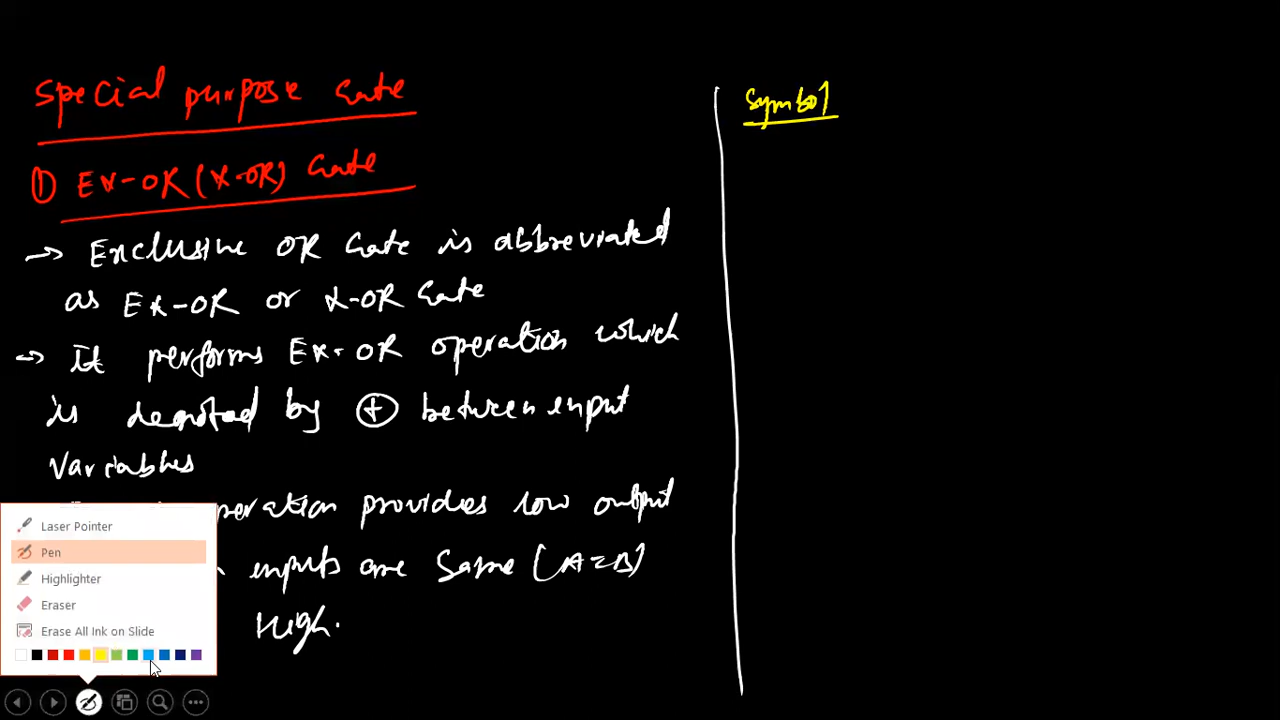 Special purpose Gate
① EX-OR (X-OR) Gate
→ Exclusive OR Gate is abbreviated
as EX-OR or X-OR Gate
→ it performs EX-OR operation which
is denoted by ⊕ between input
Variables
operation provides low output
inputs are same (A=B)
High.
Symbol
Laser Pointer
Pen
Highlighter
Eraser
Erase All Ink on Slide